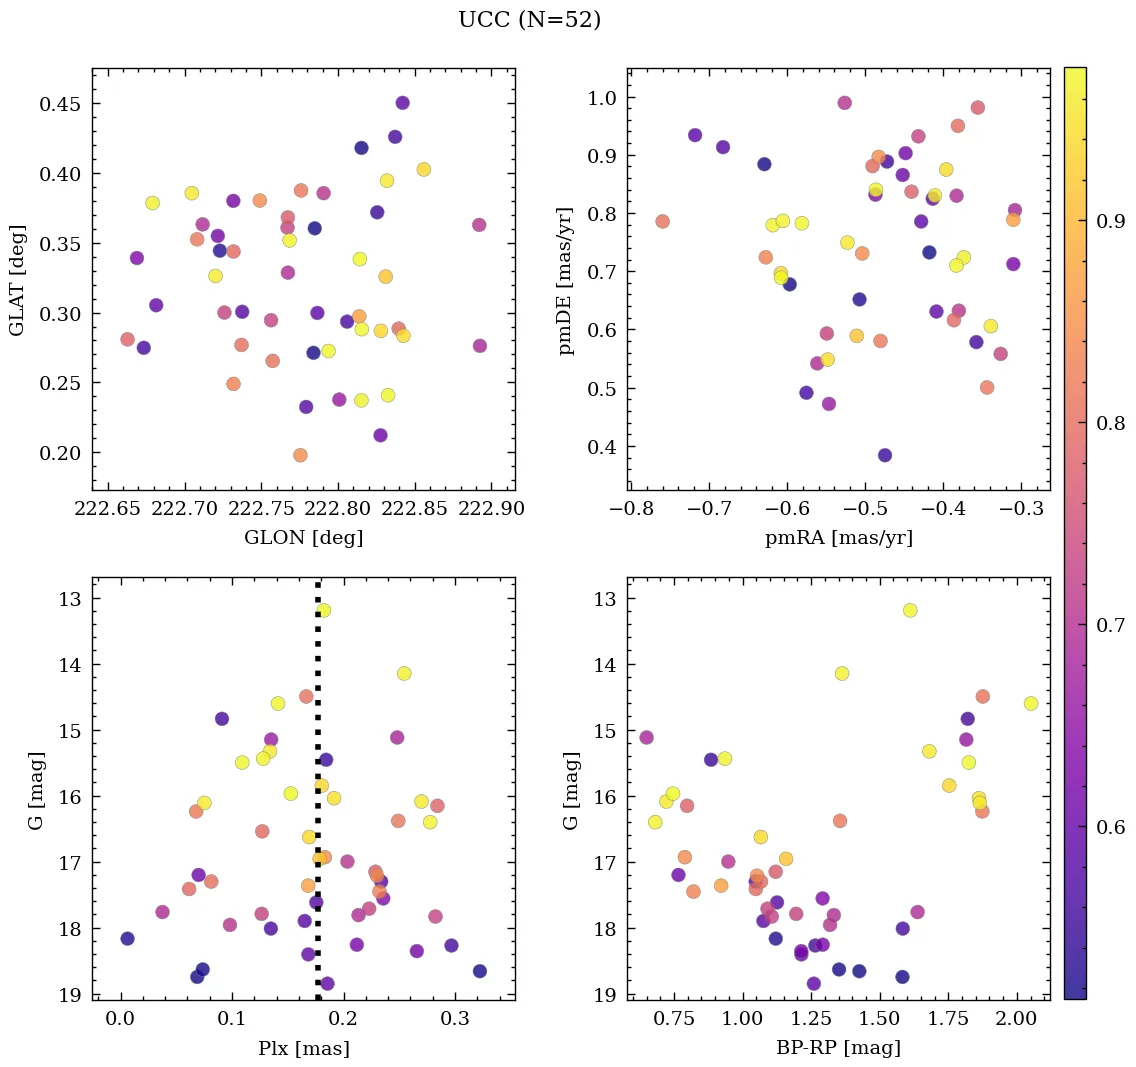 UCC (N=52)
0.45
0.40
0.35
0.30
0.25
0.20
GLAT [deg]
222.65 222.70 222.75 222.80 222.85 222.90
GLON [deg]
1.0
0.9
0.8
0.7
0.6
0.5
0.4
pmDE [mas/yr]
−0.8 −0.7 −0.6 −0.5 −0.4 −0.3
pmRA [mas/yr]
13
14
15
16
17
18
19
G [mag]
0.0 0.1 0.2 0.3
Plx [mas]
13
14
15
16
17
18
19
G [mag]
0.75 1.00 1.25 1.50 1.75 2.00
BP-RP [mag]
0.9
0.8
0.7
0.6